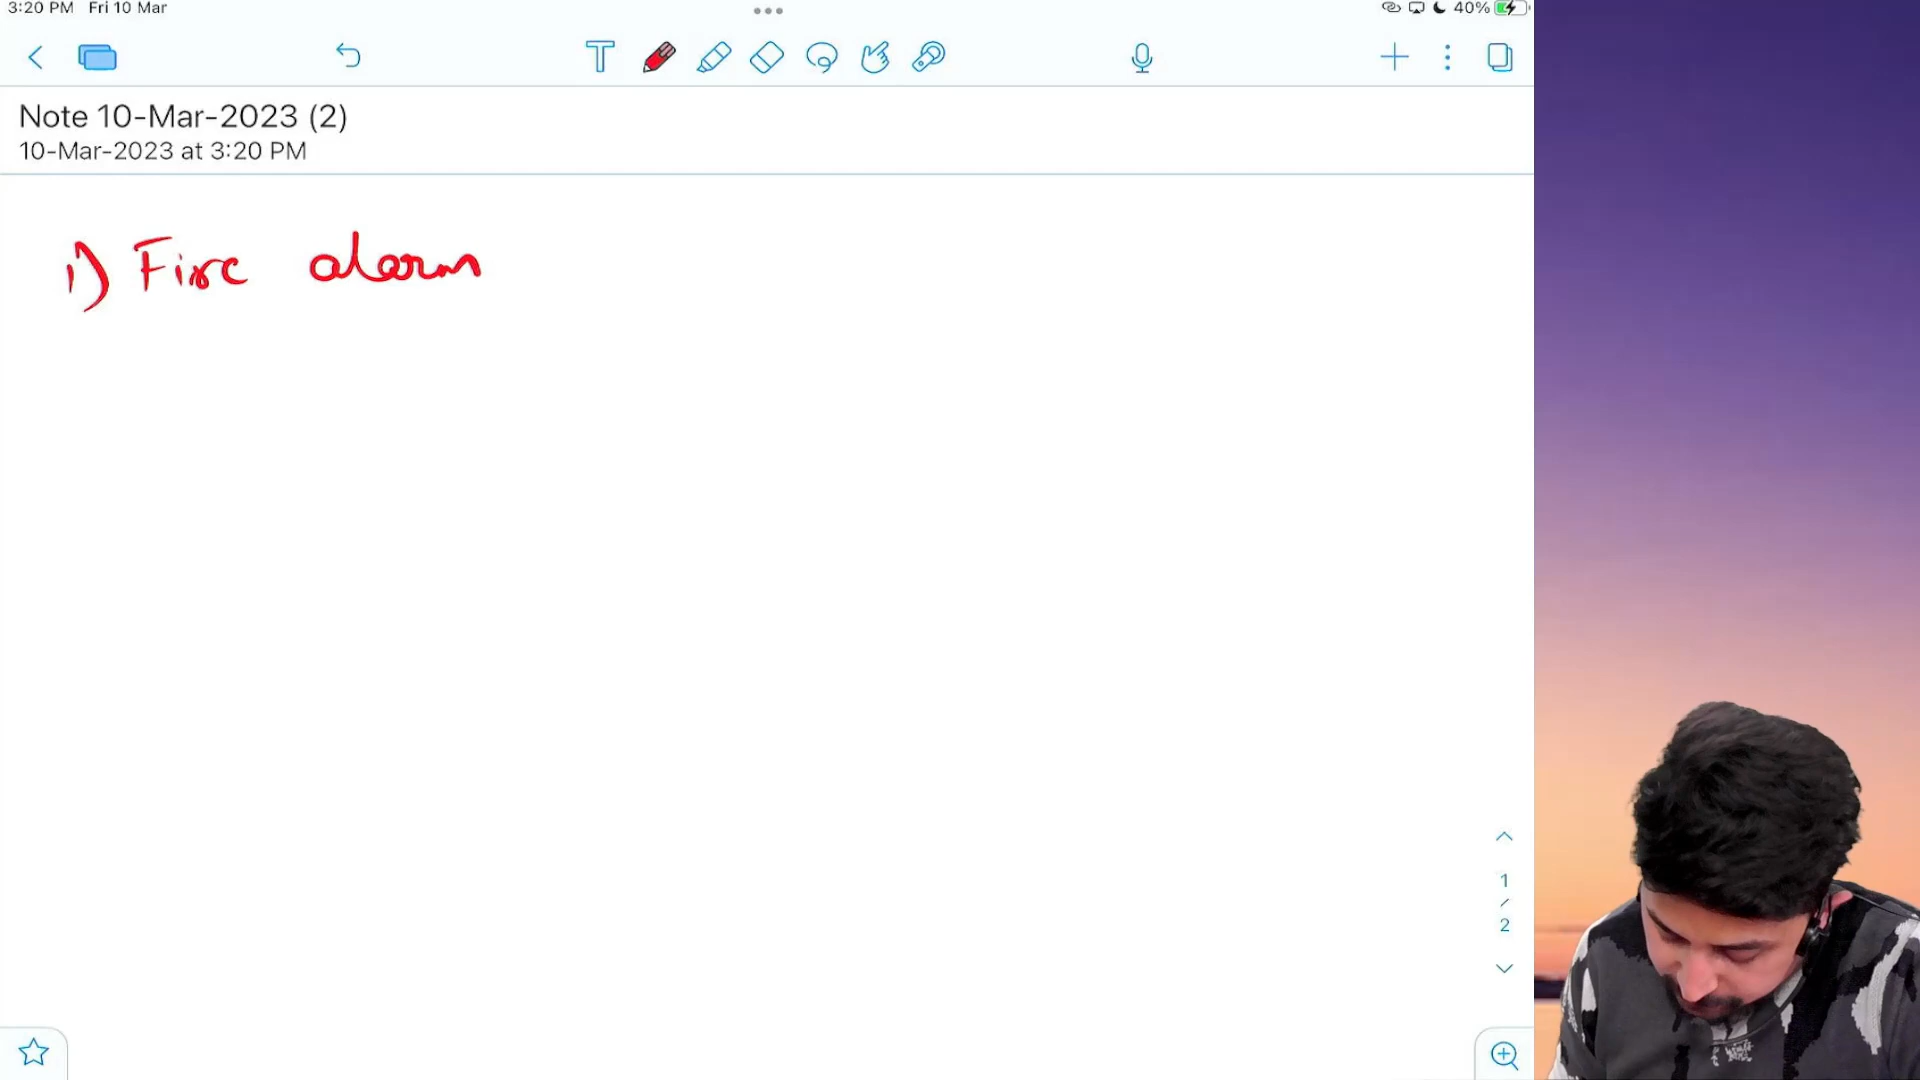 3:20 PM Fri 10 Mar
40%
T
Note 10-Mar-2023 (2)
10-Mar-2023 at 3:20 PM
1) Fire alarm
1
/
2